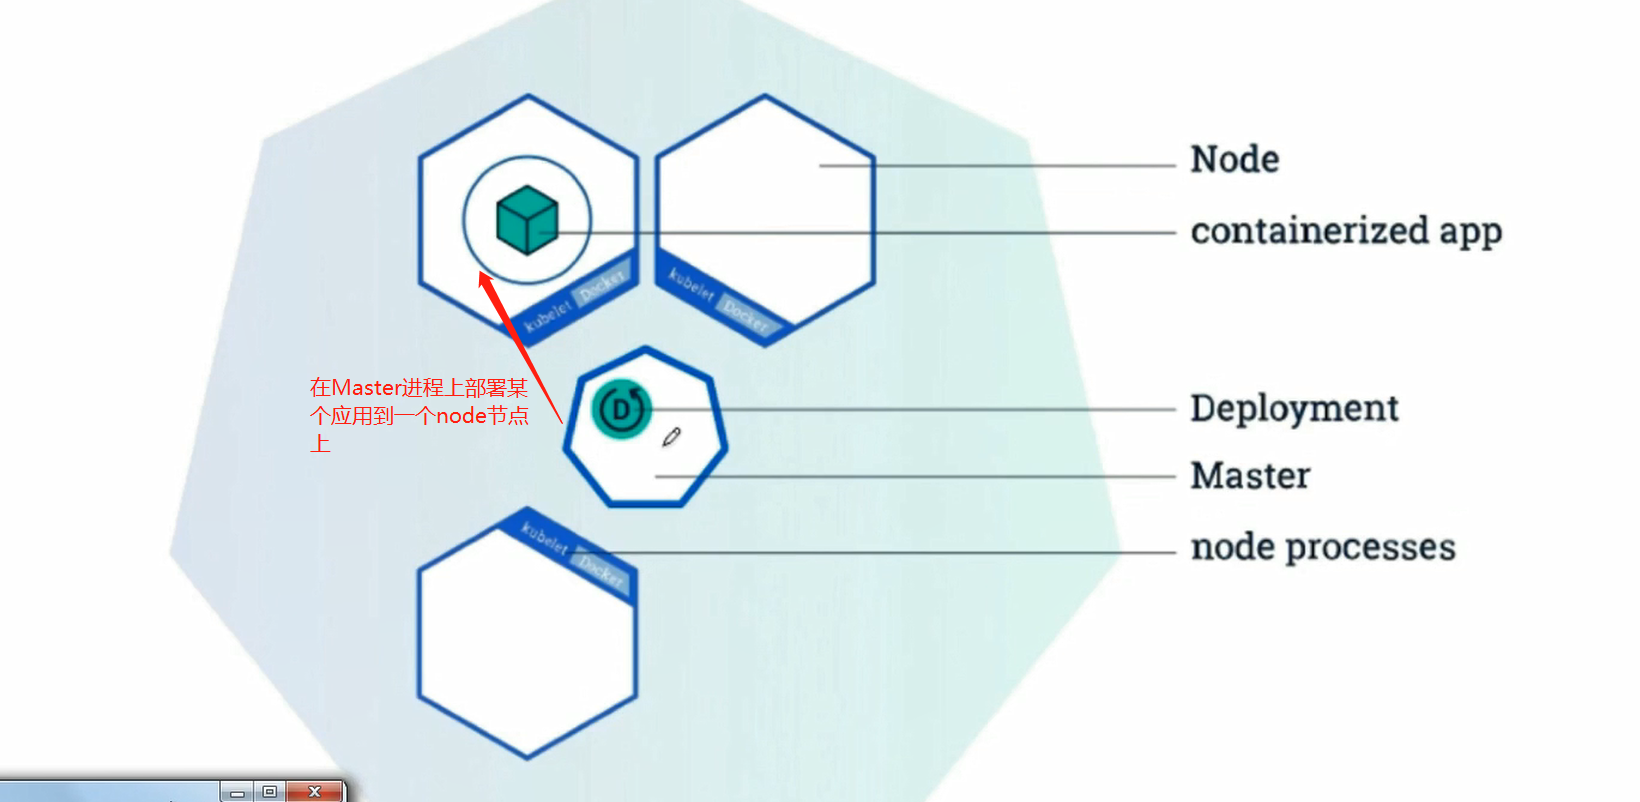 Node
containerized app
kubelet Docker
kubelet Docker
在Master进程上部署某
个应用到一个node节点
上
D
Deployment
Master
kubelet Docker
node processes